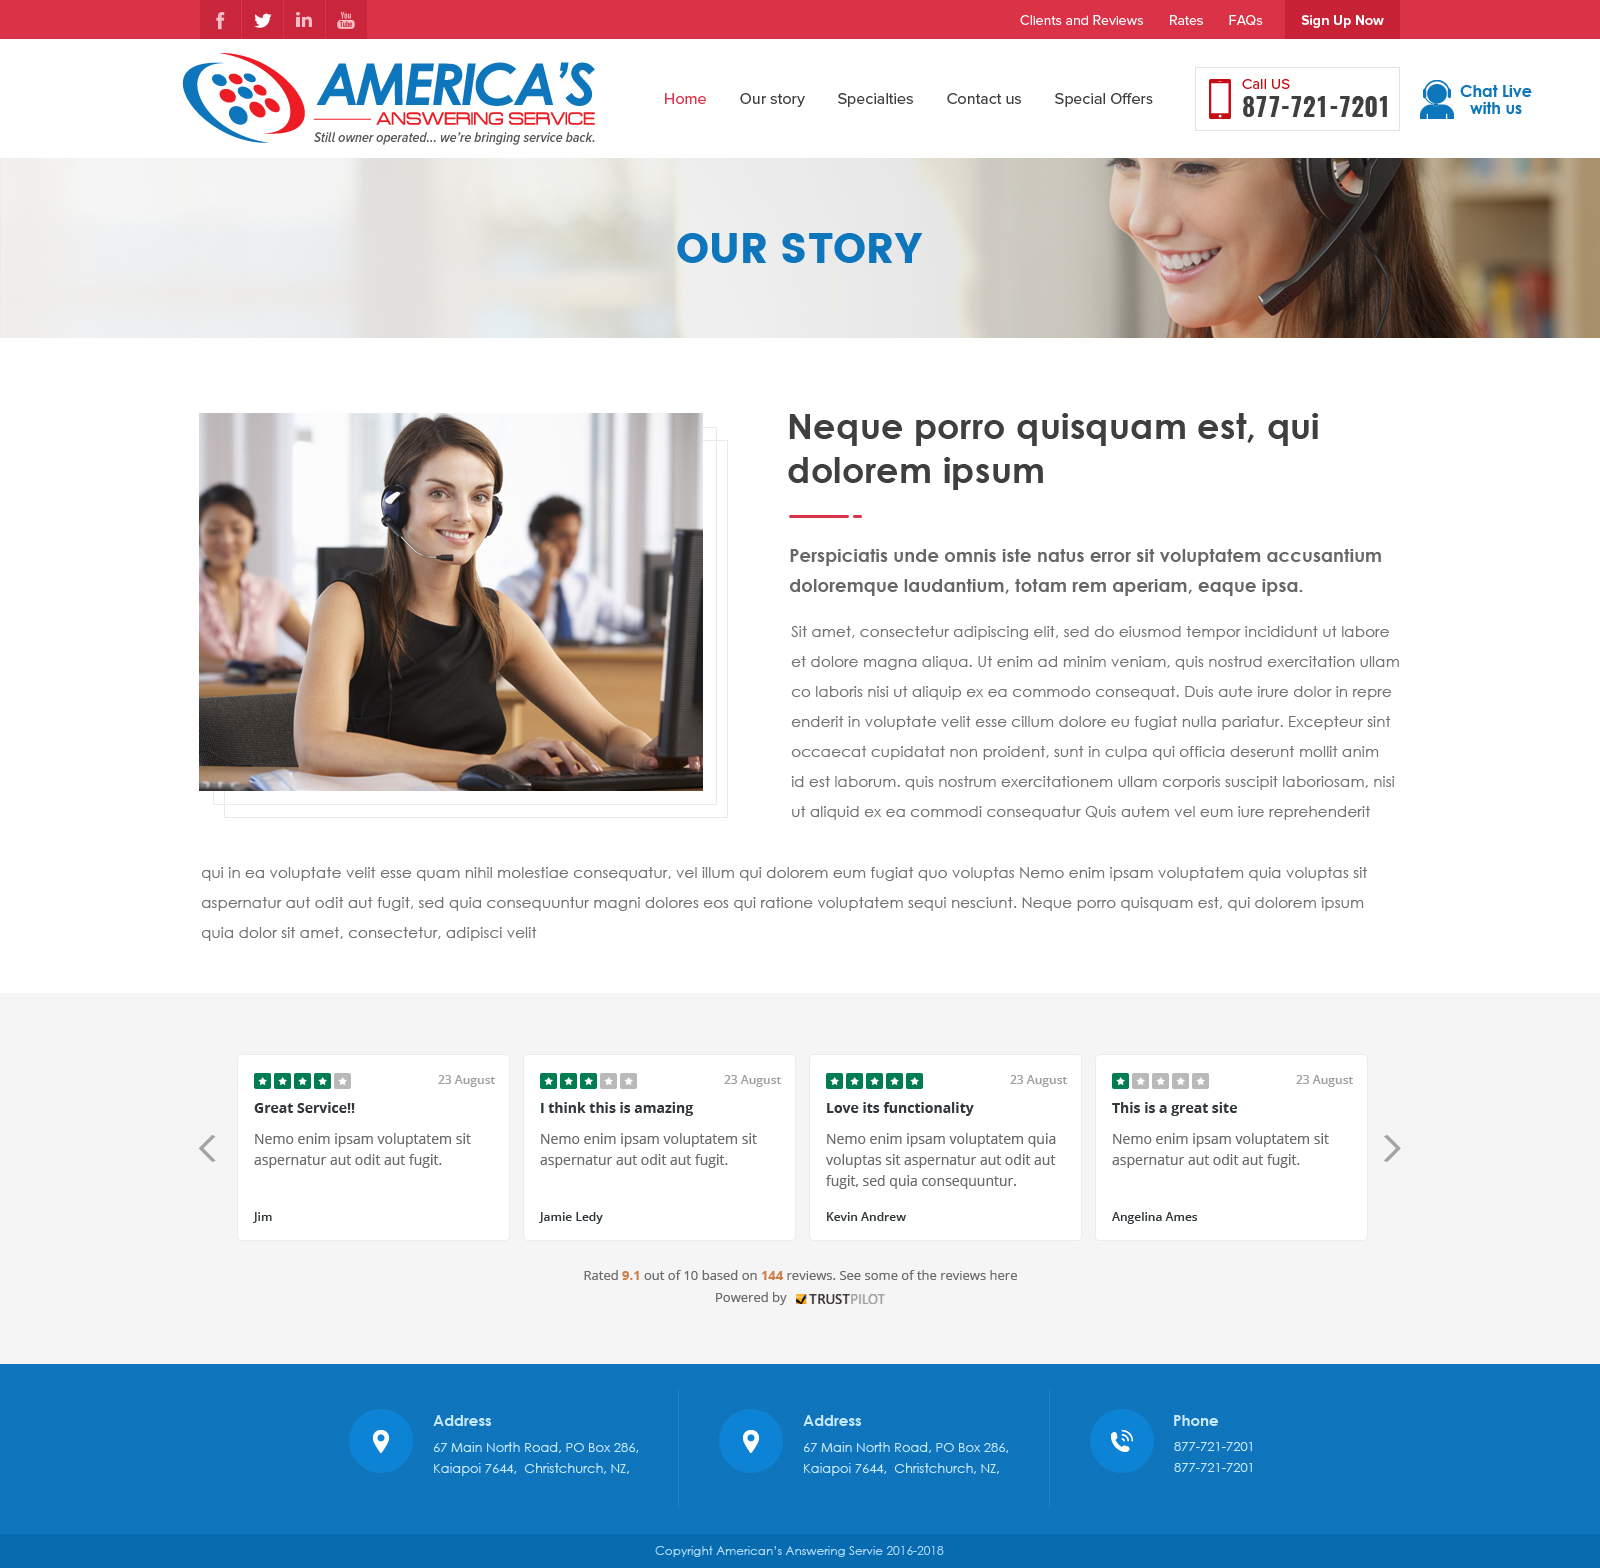 You
Tube
Clients and Reviews Rates FAQs Sign Up Now
AMERICA'S
ANSWERING SERVICE
Still owner operated... we're bringing service back.
Home Our story Specialties Contact us Special Offers
Call US
877-721-7201
Chat Live
with us
OUR STORY
Neque porro quisquam est, qui
dolorem ipsum
Perspiciatis unde omnis iste natus error sit voluptatem accusantium
doloremque laudantium, totam rem aperiam, eaque ipsa.
Sit amet, consectetur adipiscing elit, sed do eiusmod tempor incididunt ut labore
et dolore magna aliqua. Ut enim ad minim veniam, quis nostrud exercitation ullam
co laboris nisi ut aliquip ex ea commodo consequat. Duis aute irure dolor in repre
enderit in voluptate velit esse cillum dolore eu fugiat nulla pariatur. Excepteur sint
occaecat cupidatat non proident, sunt in culpa qui officia deserunt mollit anim
id est laborum. quis nostrum exercitationem ullam corporis suscipit laboriosam, nisi
ut aliquid ex ea commodi consequatur Quis autem vel eum iure reprehenderit
qui in ea voluptate velit esse quam nihil molestiae consequatur, vel illum qui dolorem eum fugiat quo voluptas Nemo enim ipsam voluptatem quia voluptas sit
aspernatur aut odit aut fugit, sed quia consequuntur magni dolores eos qui ratione voluptatem sequi nesciunt. Neque porro quisquam est, qui dolorem ipsum
quia dolor sit amet, consectetur, adipisci velit
23 August
Great Service!!
Nemo enim ipsam voluptatem sit
aspernatur aut odit aut fugit.
Jim
23 August
I think this is amazing
Nemo enim ipsam voluptatem sit
aspernatur aut odit aut fugit.
Jamie Ledy
23 August
Love its functionality
Nemo enim ipsam voluptatem quia
voluptas sit aspernatur aut odit aut
fugit, sed quia consequuntur.
Kevin Andrew
23 August
This is a great site
Nemo enim ipsam voluptatem sit
aspernatur aut odit aut fugit.
Angelina Ames
Rated 9.1 out of 10 based on 144 reviews. See some of the reviews here
Powered by TRUSTPILOT
Address
67 Main North Road, PO Box 286,
Kaiapoi 7644, Christchurch, NZ,
Address
67 Main North Road, PO Box 286,
Kaiapoi 7644, Christchurch, NZ,
Phone
877-721-7201
877-721-7201
Copyright American's Answering Servie 2016-2018